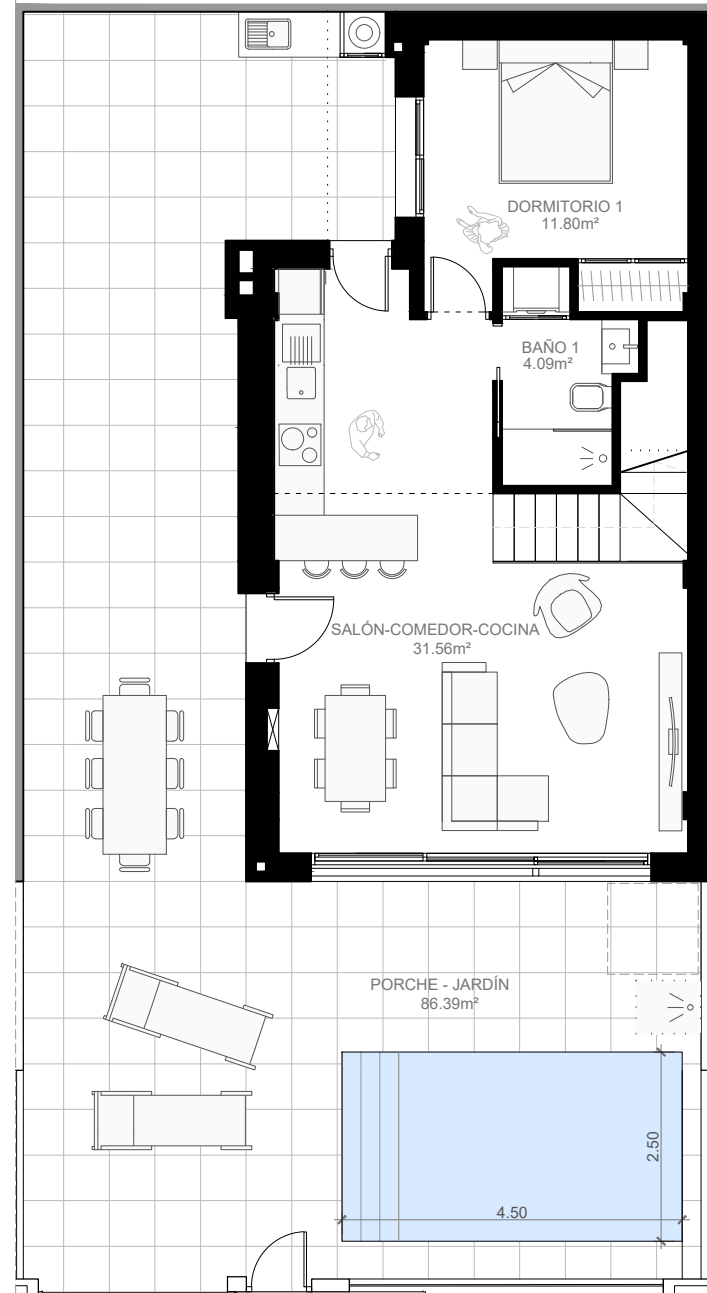 DORMITORIO 1
11.80m²
BAÑO 1
4.09m²
SALÓN-COMEDOR-COCINA
31.56m²
PORCHE - JARDÍN
86.39m²
2.50
4.50